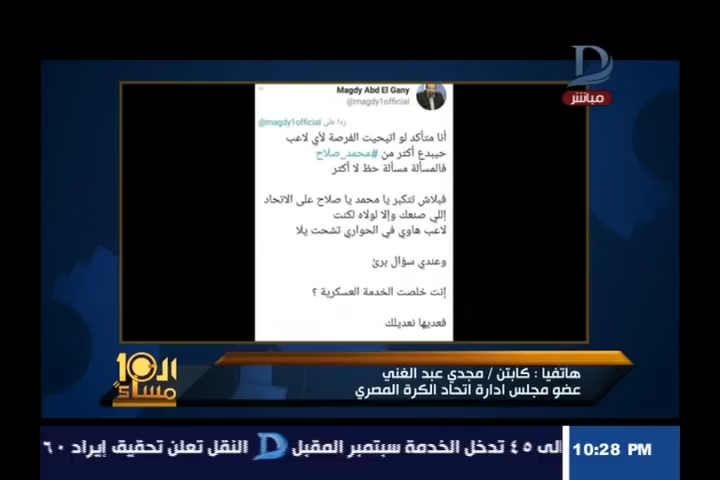 مباشر
Magdy Abd El Gany
@magdy1official
ردا على @magdy1official
أنا متأكد لو اتيحيت الفرصة لأي لاعب
حيبدع أكتر من #محمد_صلاح
فالمسألة مسألة حظ لا أكتر
فبلاش تتكبر يا محمد يا صلاح على الاتحاد
إللي صنعك وإلا لولاه لكنت
لاعب هاوي في الحواري تشحت يلا
وعندي سؤال برئ
إنت خلصت الخدمة العسكرية ؟
فعديها نعديلك
العاشرة مساءً
هاتفيا : كابتن / مجدي عبد الغني
عضو مجلس ادارة اتحاد الكرة المصري
10:28 PM
الى ٤٥ تدخل الخدمة سبتمبر المقبل النقل تعلن تحقيق إيراد ٦٠